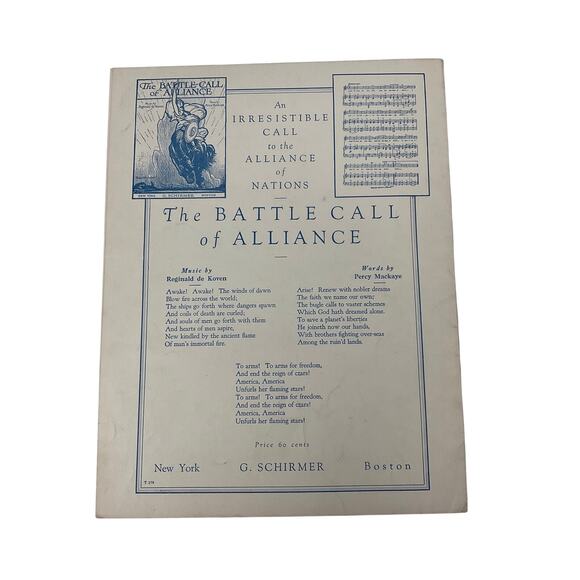 The BATTLE-CALL
of ALLIANCE
NEW YORK G. SCHIRMER BOSTON
An
IRRESISTIBLE
CALL
to the
ALLIANCE
of
NATIONS
The BATTLE CALL
of ALLIANCE
Music by
Reginald de Koven
Awake! Awake! The winds of dawn
Blow fire across the world;
The ships go forth where dangers spawn
And coils of death are curled;
And souls of men go forth with them
And hearts of men aspire,
New kindled by the ancient flame
Of man's immortal fire.
Words by
Percy Mackaye
Arise! Renew with nobler dreams
The faith we name our own;
The bugle calls to vaster schemes
Which God hath dreamed alone.
To save a planet's liberties
He joineth now our hands,
With brothers fighting over-seas
Among the ruin'd lands.
To arms! To arms for freedom,
And end the reign of czars!
America, America
Unfurls her flaming stars!
To arms! To arms for freedom,
And end the reign of czars!
America, America
Unfurls her flaming stars!
Price 60 cents
New York G. SCHIRMER Boston